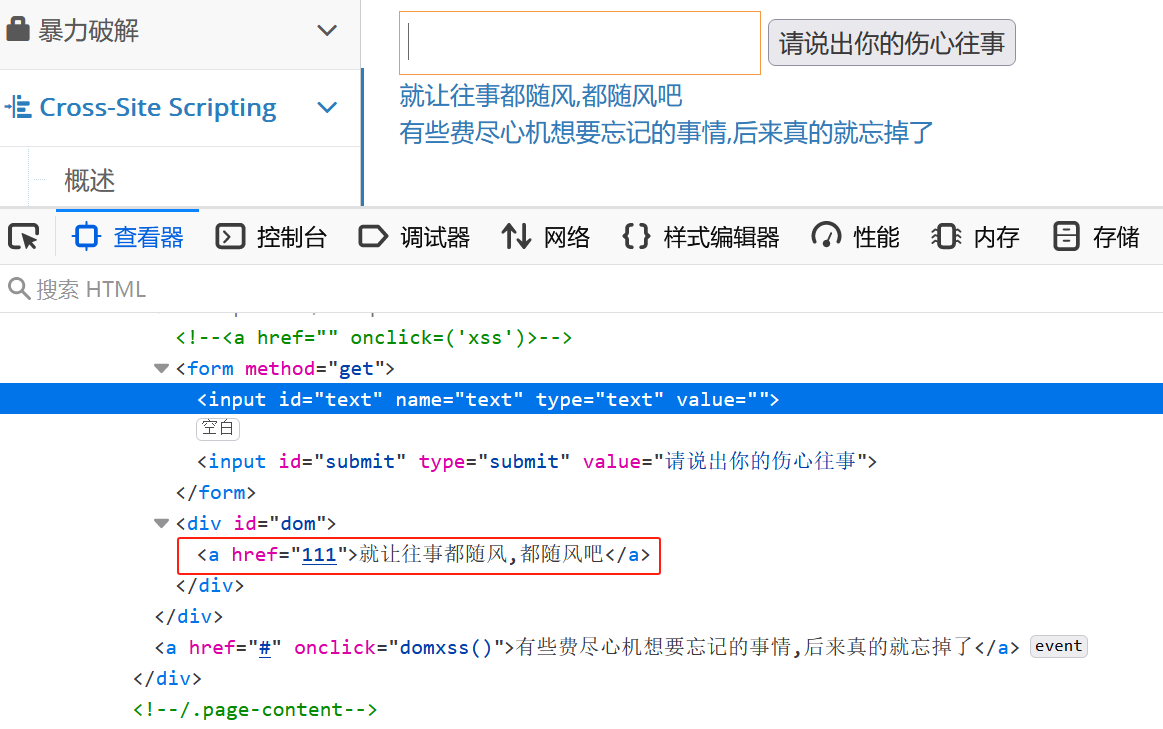 暴力破解
请说出你的伤心往事
就让往事都随风,都随风吧
Cross-Site Scripting
有些费尽心机想要忘记的事情,后来真的就忘掉了
概述
查看器 控制台 调试器 网络 样式编辑器 性能 内存 存储
搜索 HTML
<!--<a href="" onclick=('xss')>-->
<form method="get">
<input id="text" name="text" type="text" value="">
空白
<input id="submit" type="submit" value="请说出你的伤心往事">
</form>
<div id="dom">
<a href="111">就让往事都随风,都随风吧</a>
</div>
</div>
<a href="#" onclick="domxss()">有些费尽心机想要忘记的事情,后来真的就忘掉了</a> event
</div>
<!--/.page-content-->